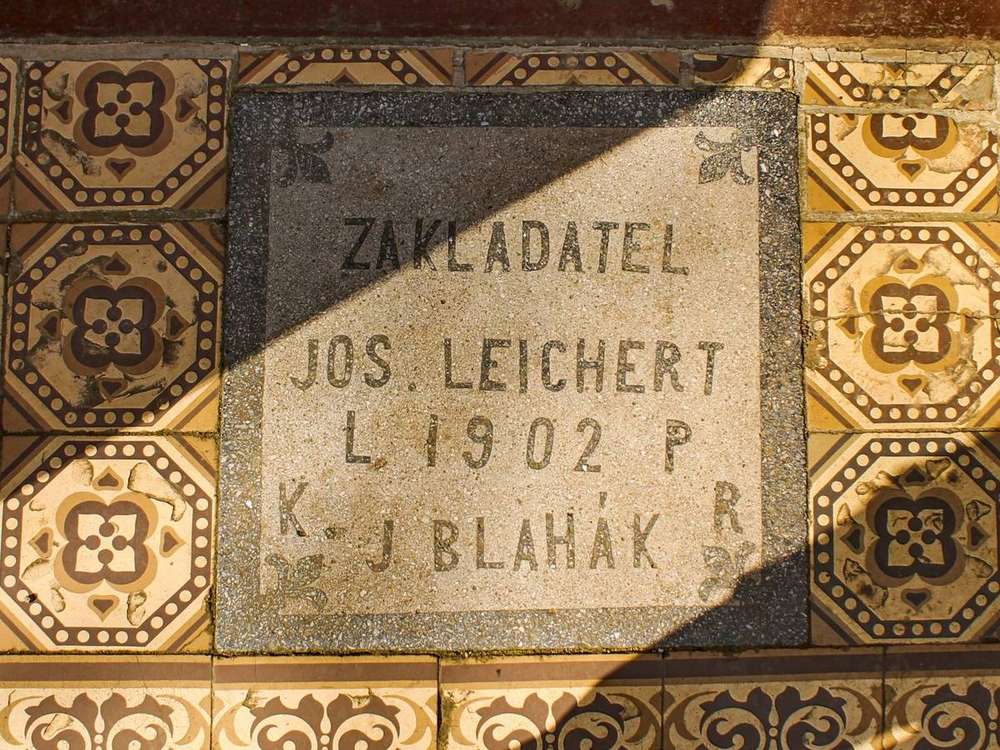 ZAKLADATEL
JOS. LEICHERT
L. 1902 P
K. J BLAHÁK R